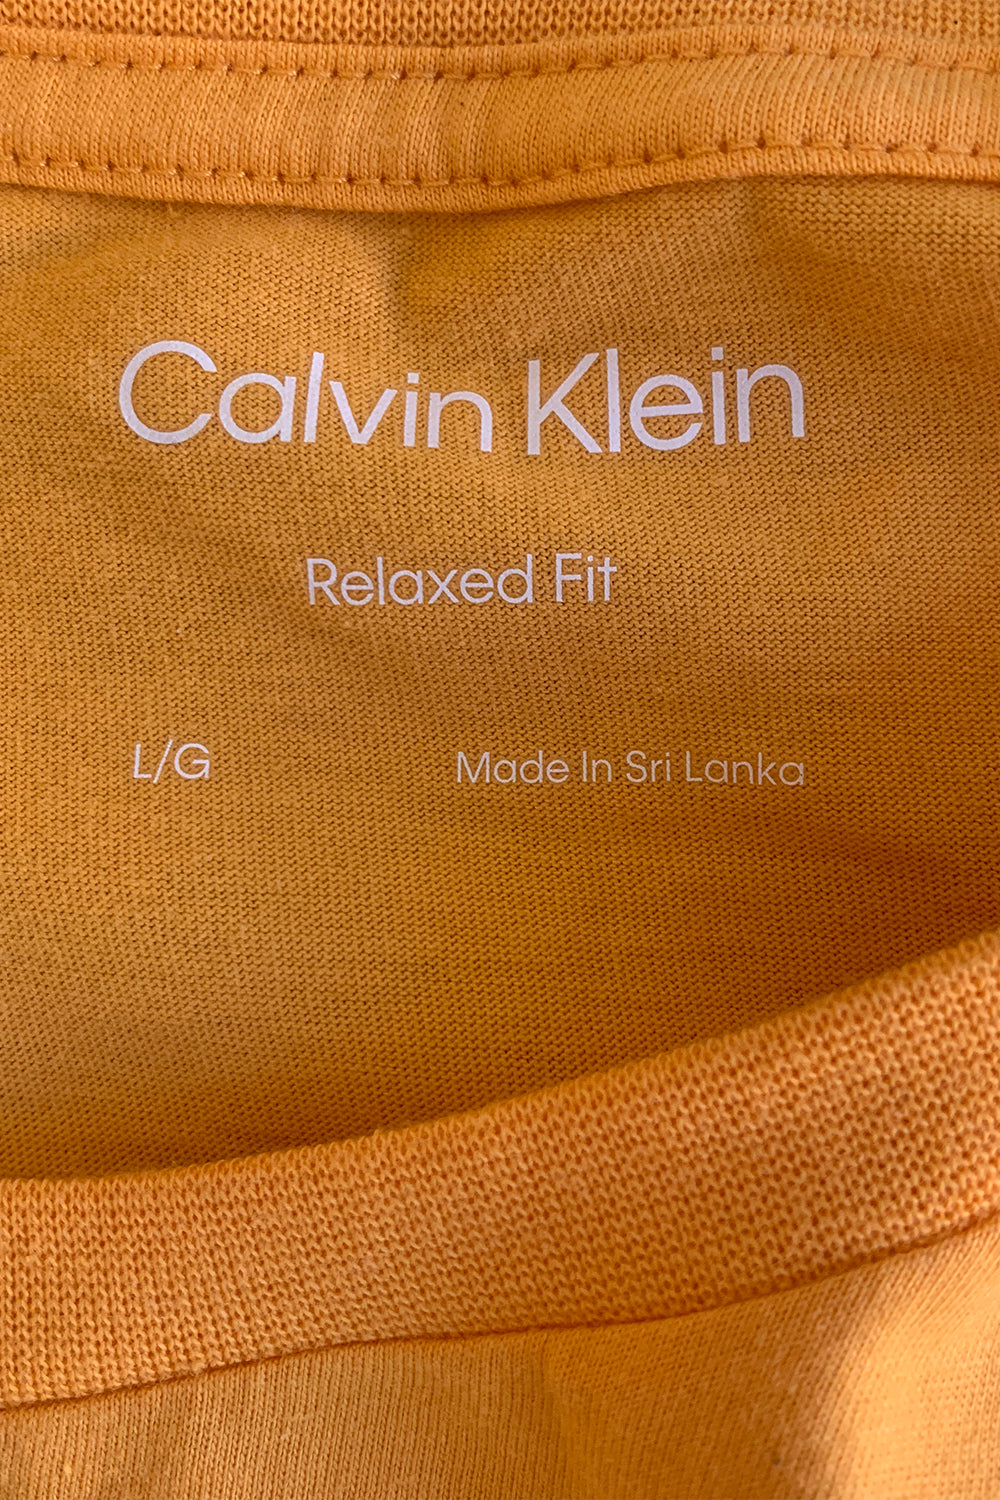 Calvin Klein
Relaxed Fit
L/G Made In Sri Lanka